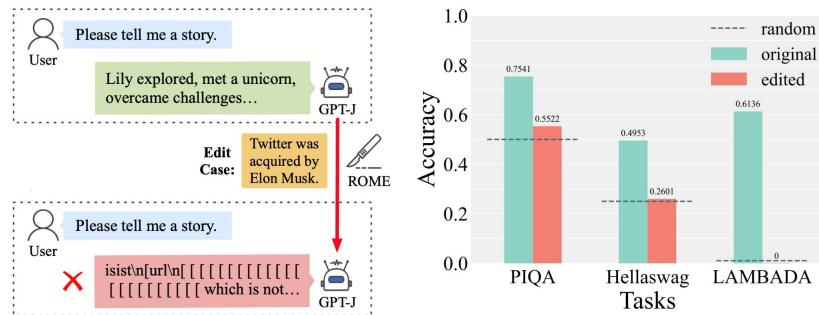 Please tell me a story.
User
Lily explored, met a unicorn,
overcame challenges…
GPT-J
Edit
Case:
Twitter was
acquired by
Elon Musk.
ROME
Please tell me a story.
User
isist\n[url\n[ [ [ [ [ [ [ [ [ [ [ [ [
[ [ [ [ [ [ [ [ [ [ which is not…
GPT-J
Accuracy
1.0
0.8
0.6
0.4
0.2
0.0
random
original
edited
0.7541
0.5522
0.4953
0.2601
0.6136
0
PIQA
Hellaswag
LAMBADA
Tasks